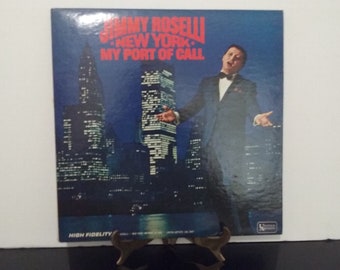 JIMMY ROSELLI
NEW YORK
MY PORT OF CALL
HIGH FIDELITY